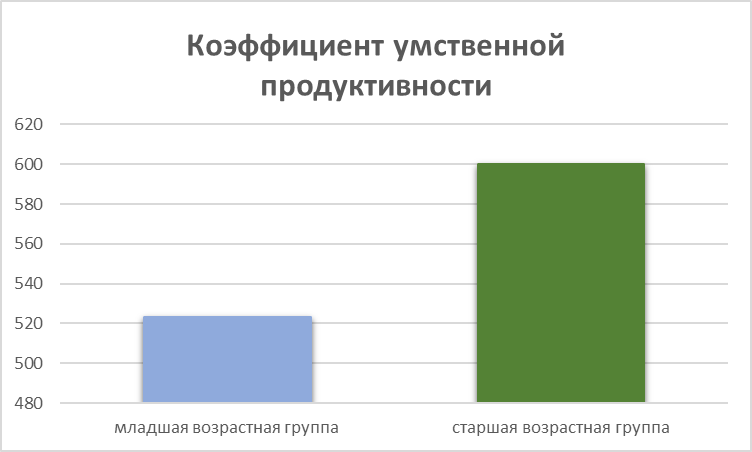 Коэффициент умственной
продуктивности
620
600
580
560
540
520
500
480
младшая возрастная группа
старшая возрастная группа